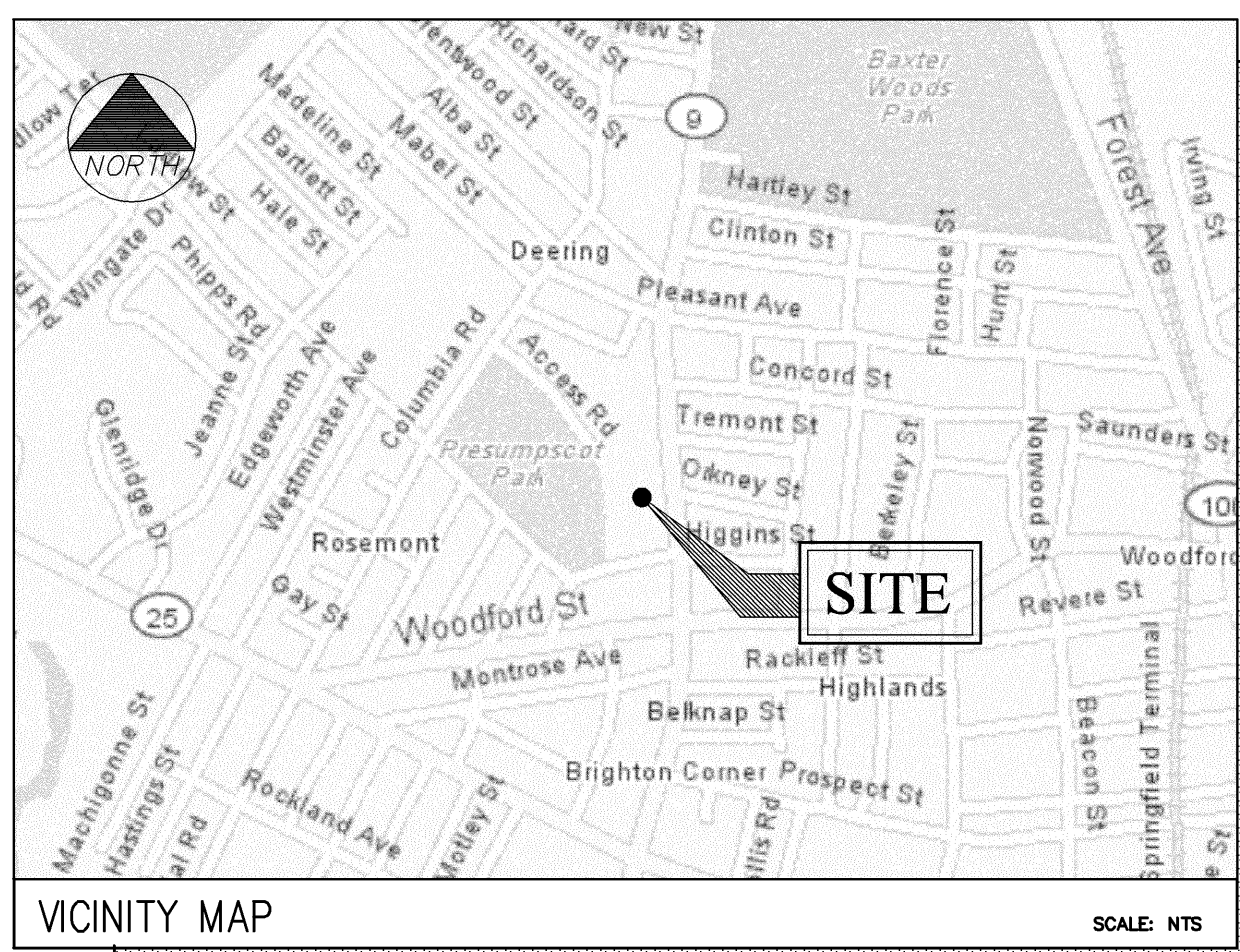 New St
Richardson St
Baxter
Woods
Park
9
NORTH
Madeline St
Alba St
Mabel St
Bartlett St
Hale St
Hartley St
Clinton St
Forest Ave
Irving St
Florence St
Hunt St
Wingate Dr
Phipps Rd
Deering
Pleasant Ave
Jeanne St
Edgeworth Ave
Westminster Ave
Columbia Rd
Access Rd
Concord St
Tremont St
Presumpscot
Park
Orkney St
Berkeley St
Norwood St
Saunders St
Glenridge Dr
Higgins St
Rosemont
SITE
Gay St
25
Woodford St
Revere St
Montrose Ave
Rackleff St
Highlands
Belknap St
Beacon St
Springfield Terminal
Machigonne St
Hastings St
Rockland Ave
Motley St
Brighton Corner
Prospect St
VICINITY MAP
SCALE: NTS